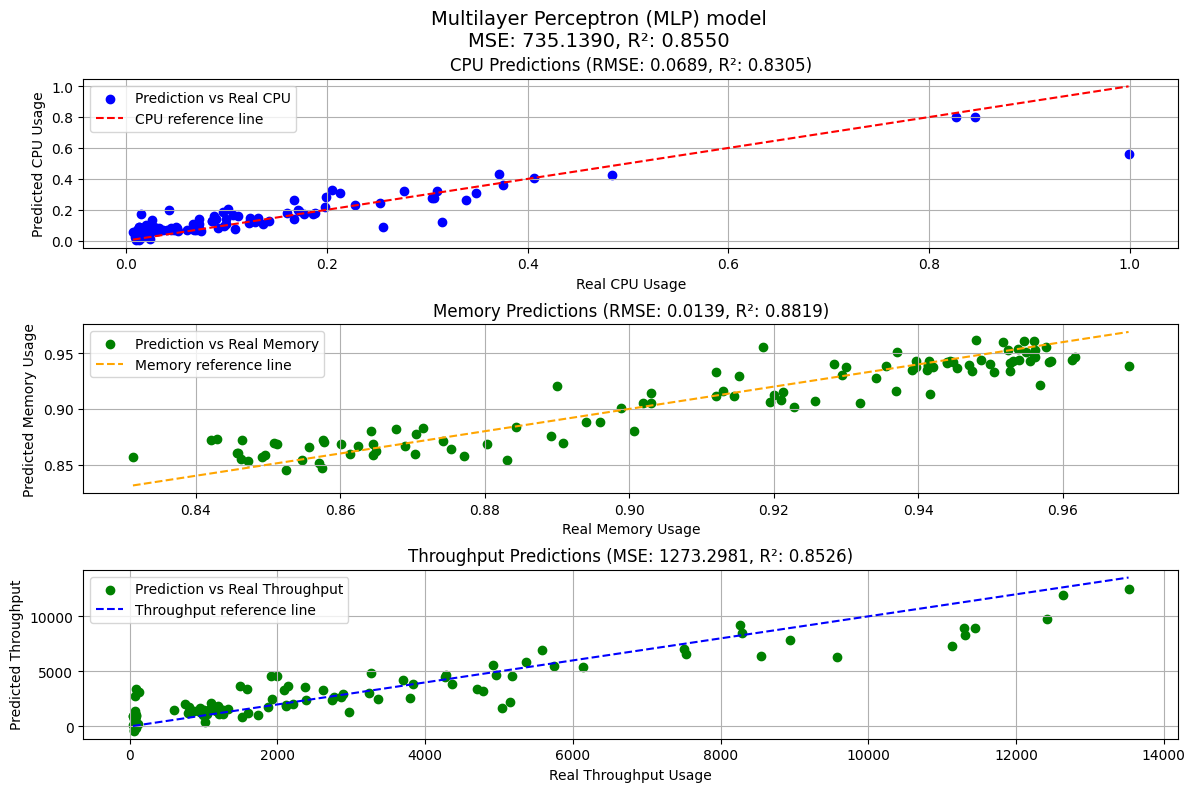 Multilayer Perceptron (MLP) model
MSE: 735.1390, R²: 0.8550
CPU Predictions (RMSE: 0.0689, R²: 0.8305)
Predicted CPU Usage
1.0
0.8
0.6
0.4
0.2
0.0
Prediction vs Real CPU
CPU reference line
0.0 0.2 0.4 0.6 0.8 1.0
Real CPU Usage
Memory Predictions (RMSE: 0.0139, R²: 0.8819)
Predicted Memory Usage
0.95
0.90
0.85
Prediction vs Real Memory
Memory reference line
0.84 0.86 0.88 0.90 0.92 0.94 0.96
Real Memory Usage
Throughput Predictions (MSE: 1273.2981, R²: 0.8526)
Predicted Throughput
10000
5000
0
Prediction vs Real Throughput
Throughput reference line
0 2000 4000 6000 8000 10000 12000 14000
Real Throughput Usage